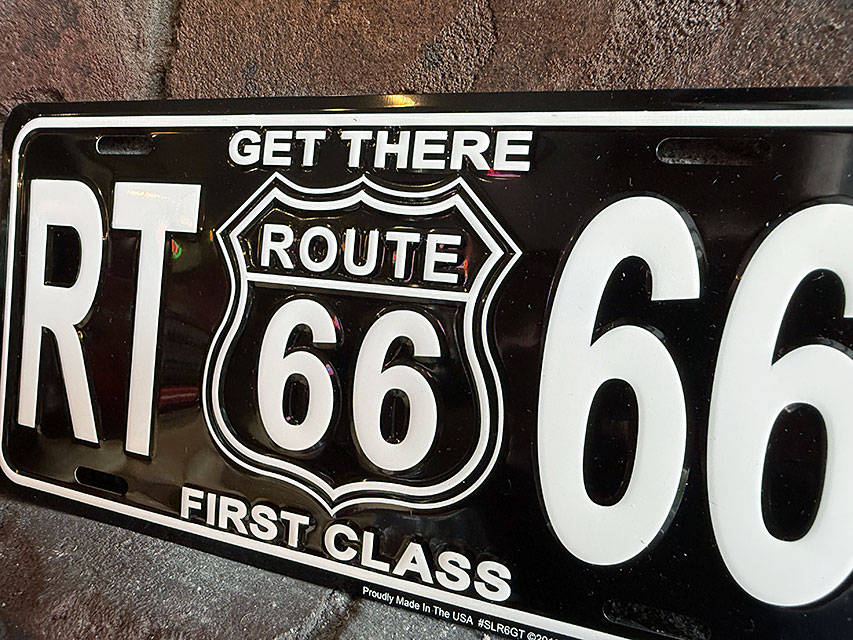 GET THERE
RT
ROUTE
66
66
FIRST CLASS
Proudly Made In The USA #SLR6GT